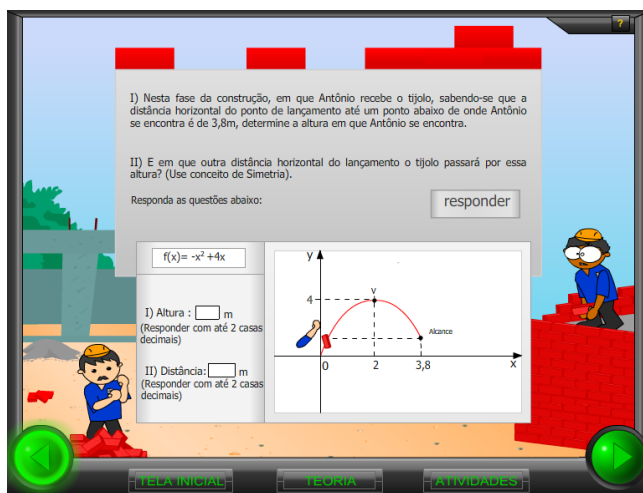 ?
I) Nesta fase da construção, em que Antônio recebe o tijolo, sabendo-se que a
distância horizontal do ponto de lançamento até um ponto abaixo de onde Antônio
se encontra é de 3,8m, determine a altura em que Antônio se encontra.
II) E em que outra distância horizontal do lançamento o tijolo passará por essa
altura? (Use conceito de Simetria).
Responda as questões abaixo:
responder
f(x)= -x² +4x
I) Altura : m
(Responder com até 2 casas
decimais)
II) Distância: m
(Responder com até 2 casas
decimais)
y
V
4
Alcance
0 2 3,8 x
TELA INICIAL TEORIA ATIVIDADES